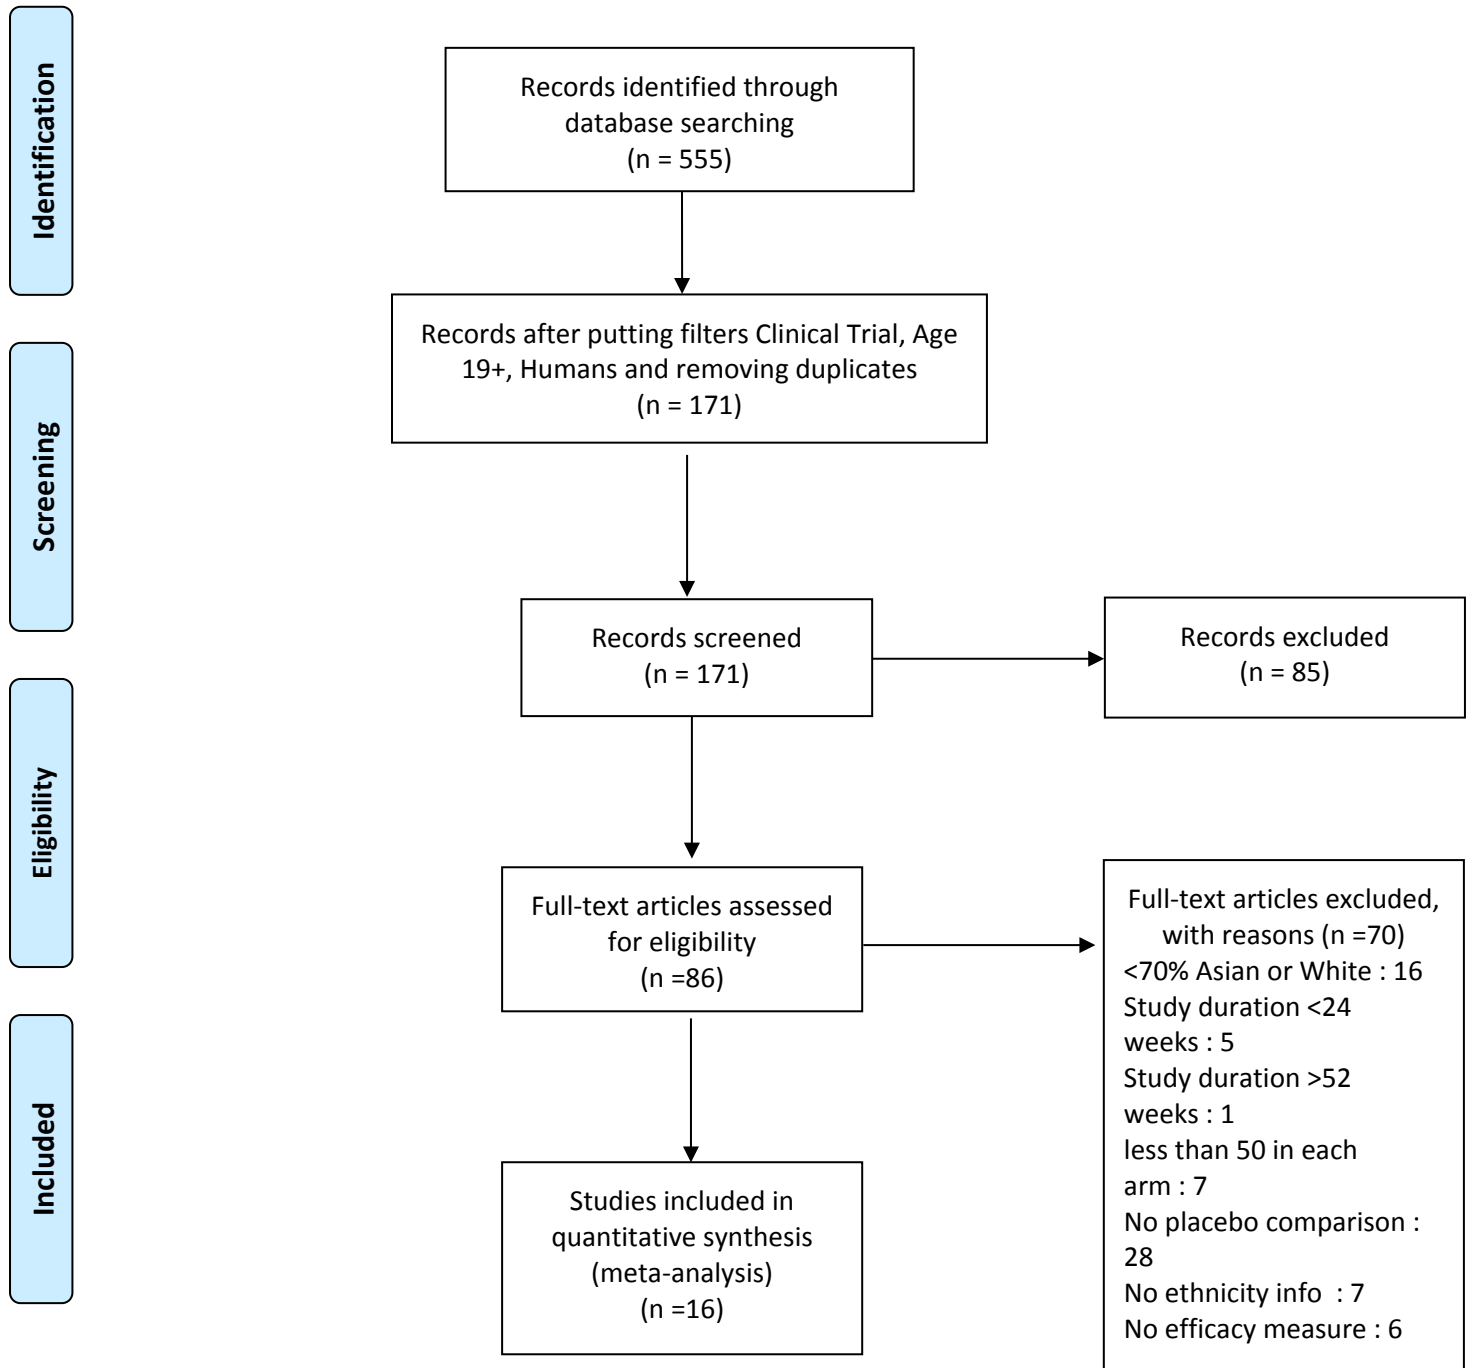 Identification
Records identified through
database searching
(n = 555)
Records after putting filters Clinical Trial, Age
19+, Humans and removing duplicates
(n = 171)
Screening
Records screened
(n = 171)
Records excluded
(n = 85)
Eligibility
Full-text articles assessed
for eligibility
(n =86)
Full-text articles excluded,
with reasons (n =70)
<70% Asian or White : 16
Study duration <24
weeks : 5
Study duration >52
weeks : 1
less than 50 in each
arm : 7
No placebo comparison :
28
No ethnicity info  : 7
No efficacy measure : 6
Included
Studies included in
quantitative synthesis
(meta-analysis)
(n =16)